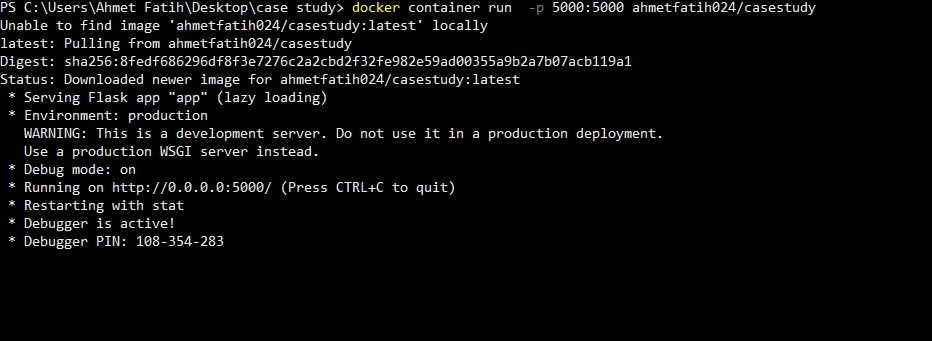 PS C:\Users\Ahmet Fatih\Desktop\case study> docker container run  -p 5000:5000 ahmetfatih024/casestudy
Unable to find image 'ahmetfatih024/casestudy:latest' locally
latest: Pulling from ahmetfatih024/casestudy
Digest: sha256:8fedf686296df8f3e7276c2a2cbd2f32fe982e59ad00355a9b2a7b07acb119a1
Status: Downloaded newer image for ahmetfatih024/casestudy:latest
 * Serving Flask app "app" (lazy loading)
 * Environment: production
   WARNING: This is a development server. Do not use it in a production deployment.
   Use a production WSGI server instead.
 * Debug mode: on
 * Running on http://0.0.0.0:5000/ (Press CTRL+C to quit)
 * Restarting with stat
 * Debugger is active!
 * Debugger PIN: 108-354-283